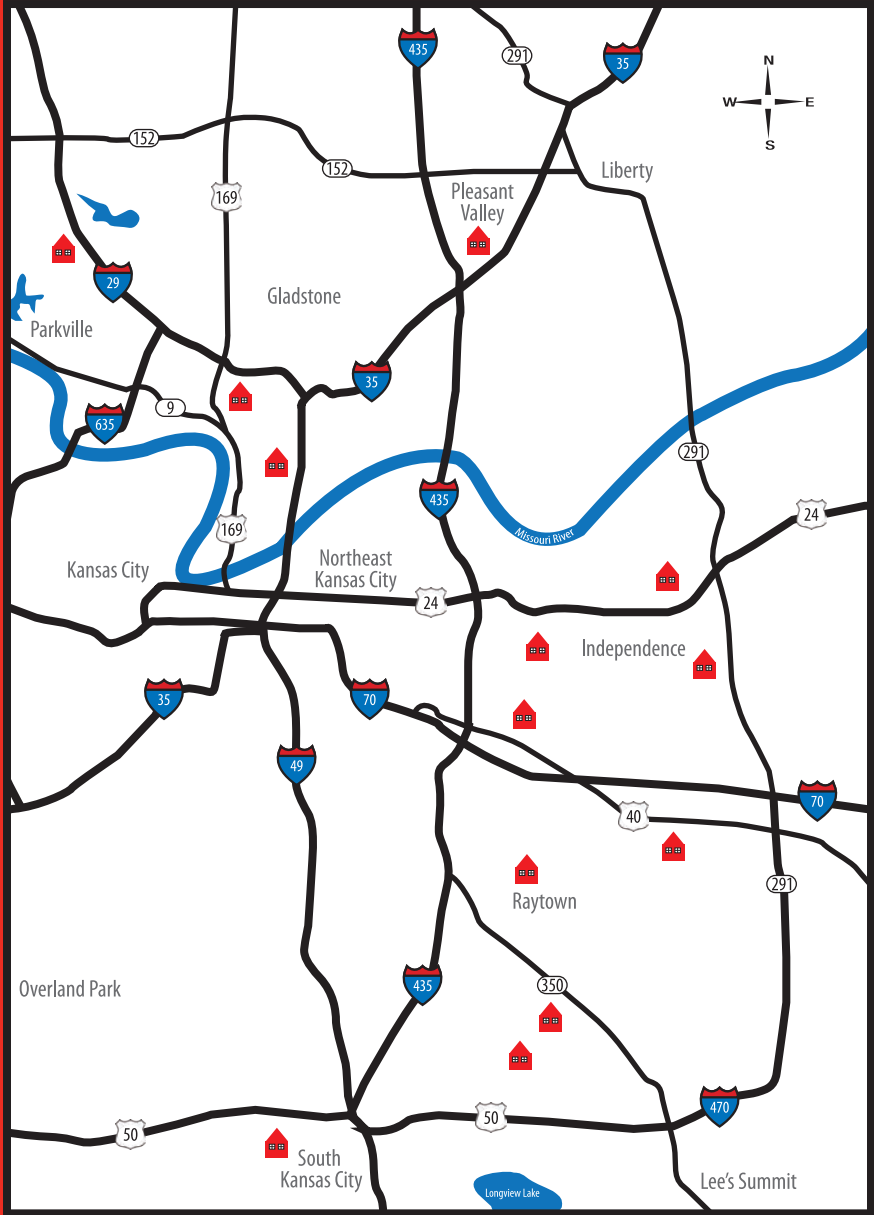 435
291
35
N
W
E
S
152
152
Liberty
169
Pleasant
Valley
29
Gladstone
Parkville
35
9
635
291
435
24
169
Missouri River
Kansas City
Northeast
Kansas City
24
Independence
35
70
49
70
40
291
Raytown
Overland Park
435
350
470
50
50
South
Kansas City
Lee's Summit
Longview Lake